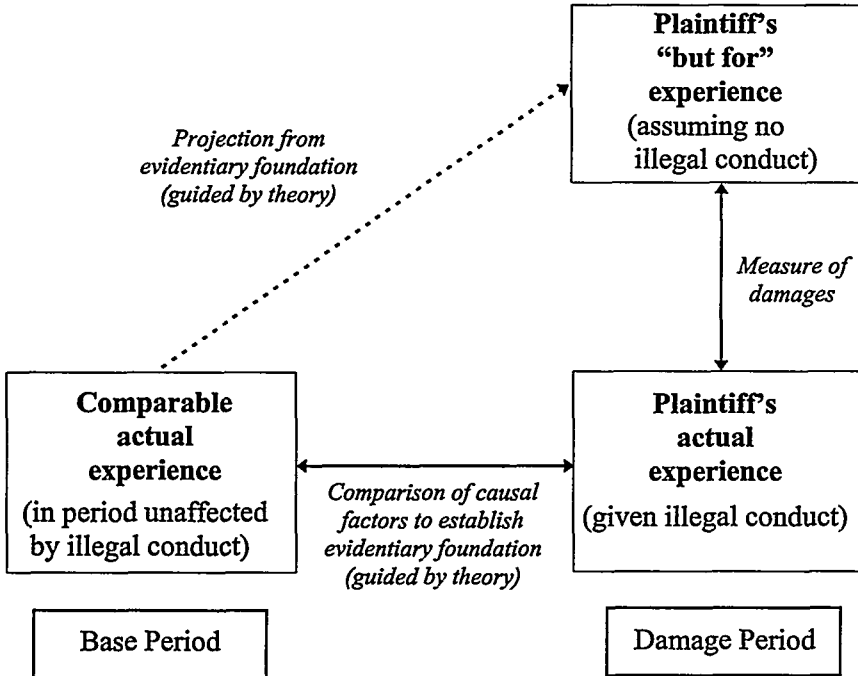 Plaintiff's
“but for”
experience
(assuming no
illegal conduct)
Projection from
evidentiary foundation
(guided by theory)
Measure of
damages
Comparable
actual
experience
(in period unaffected
by illegal conduct)
Comparison of causal
factors to establish
evidentiary foundation
(guided by theory)
Plaintiff's
actual
experience
(given illegal conduct)
Base Period
Damage Period